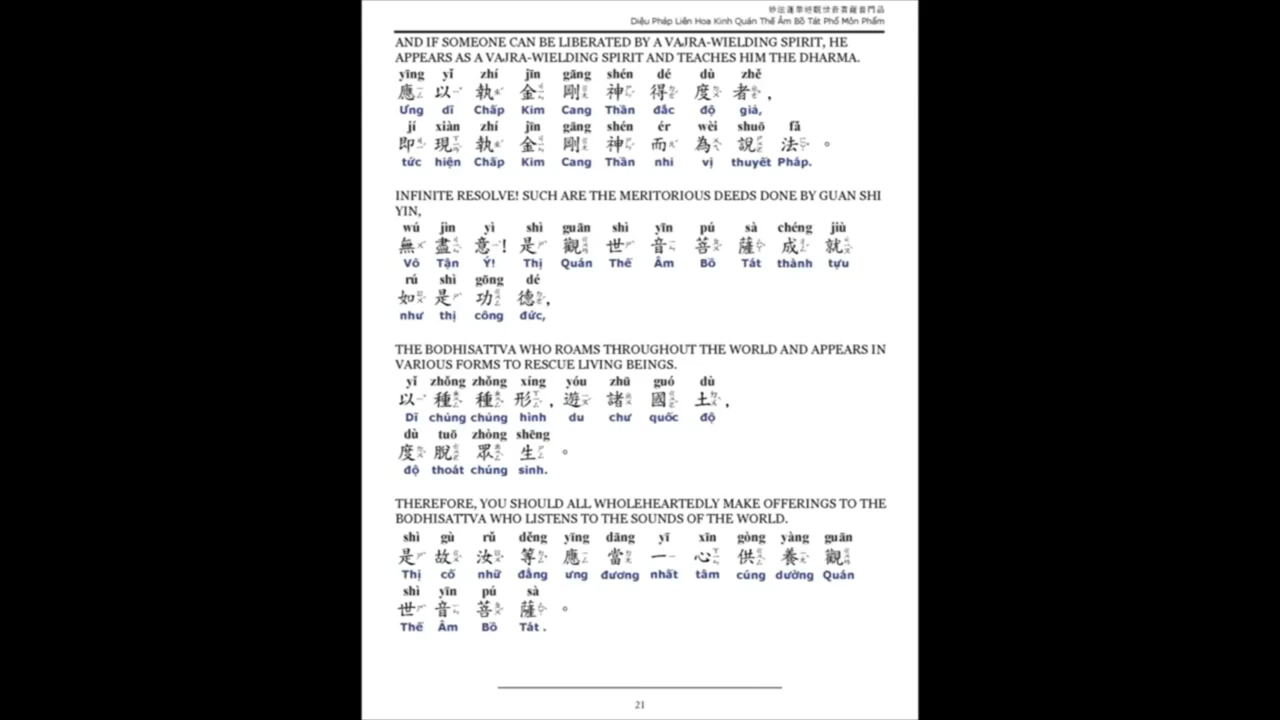 妙法蓮華經觀世音菩薩普門品
Diệu Pháp Liên Hoa Kinh Quán Thế Âm Bồ Tát Phổ Môn Phẩm
AND IF SOMEONE CAN BE LIBERATED BY A VAJRA-WIELDING SPIRIT, HE
APPEARS AS A VAJRA-WIELDING SPIRIT AND TEACHES HIM THE DHARMA.
yīng yǐ zhí jīn gāng shén dé dù zhě
應以執金剛神得度者，
Ưng dĩ Chấp Kim Cang Thần đắc độ giả,
jí xiàn zhí jīn gāng shén ér wèi shuō fǎ
即現執金剛神而為說法。
tức hiện Chấp Kim Cang Thần nhi vị thuyết Pháp.
INFINITE RESOLVE! SUCH ARE THE MERITORIOUS DEEDS DONE BY GUAN SHI
YIN,
wú jìn yì shì guān shì yīn pú sà chéng jiù
無盡意！是觀世音菩薩成就
Vô Tận Ý! Thị Quán Thế Âm Bồ Tát thành tựu
rú shì gōng dé
如是功德，
như thị công đức,
THE BODHISATTVA WHO ROAMS THROUGHOUT THE WORLD AND APPEARS IN
VARIOUS FORMS TO RESCUE LIVING BEINGS.
yǐ zhǒng zhǒng xíng yóu zhū guó dù
以種種形，遊諸國土，
Dĩ chủng chủng hình du chư quốc độ
dù tuō zhòng shēng
度脫眾生。
độ thoát chúng sinh.
THEREFORE, YOU SHOULD ALL WHOLEHEARTEDLY MAKE OFFERINGS TO THE
BODHISATTVA WHO LISTENS TO THE SOUNDS OF THE WORLD.
shì gù rǔ děng yīng dāng yī xīn gòng yàng guān
是故汝等應當一心供養觀
Thị cố nhữ đẳng ưng đương nhất tâm cúng dường Quán
shì yīn pú sà
世音菩薩。
Thế Âm Bồ Tát .
21